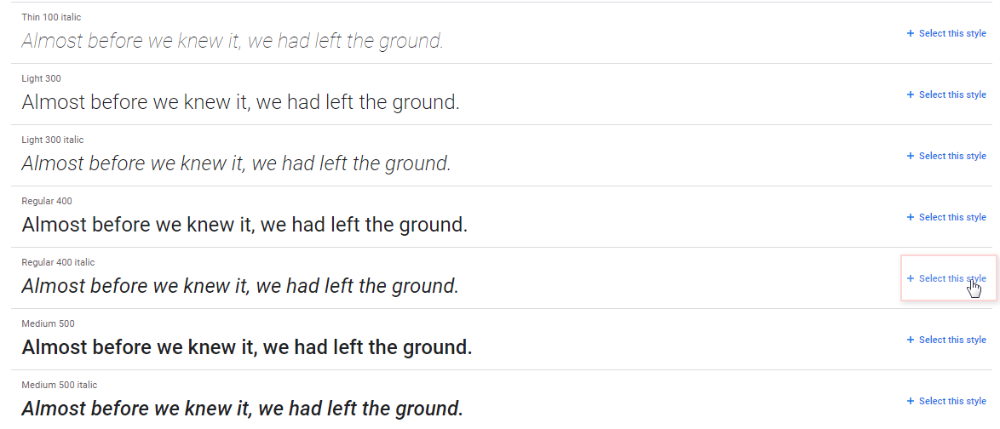 Thin 100 italic
Almost before we knew it, we had left the ground.
+ Select this style
Light 300
Almost before we knew it, we had left the ground.
+ Select this style
Light 300 italic
Almost before we knew it, we had left the ground.
+ Select this style
Regular 400
Almost before we knew it, we had left the ground.
+ Select this style
Regular 400 italic
Almost before we knew it, we had left the ground.
+ Select this style
Medium 500
Almost before we knew it, we had left the ground.
+ Select this style
Medium 500 italic
Almost before we knew it, we had left the ground.
+ Select this style